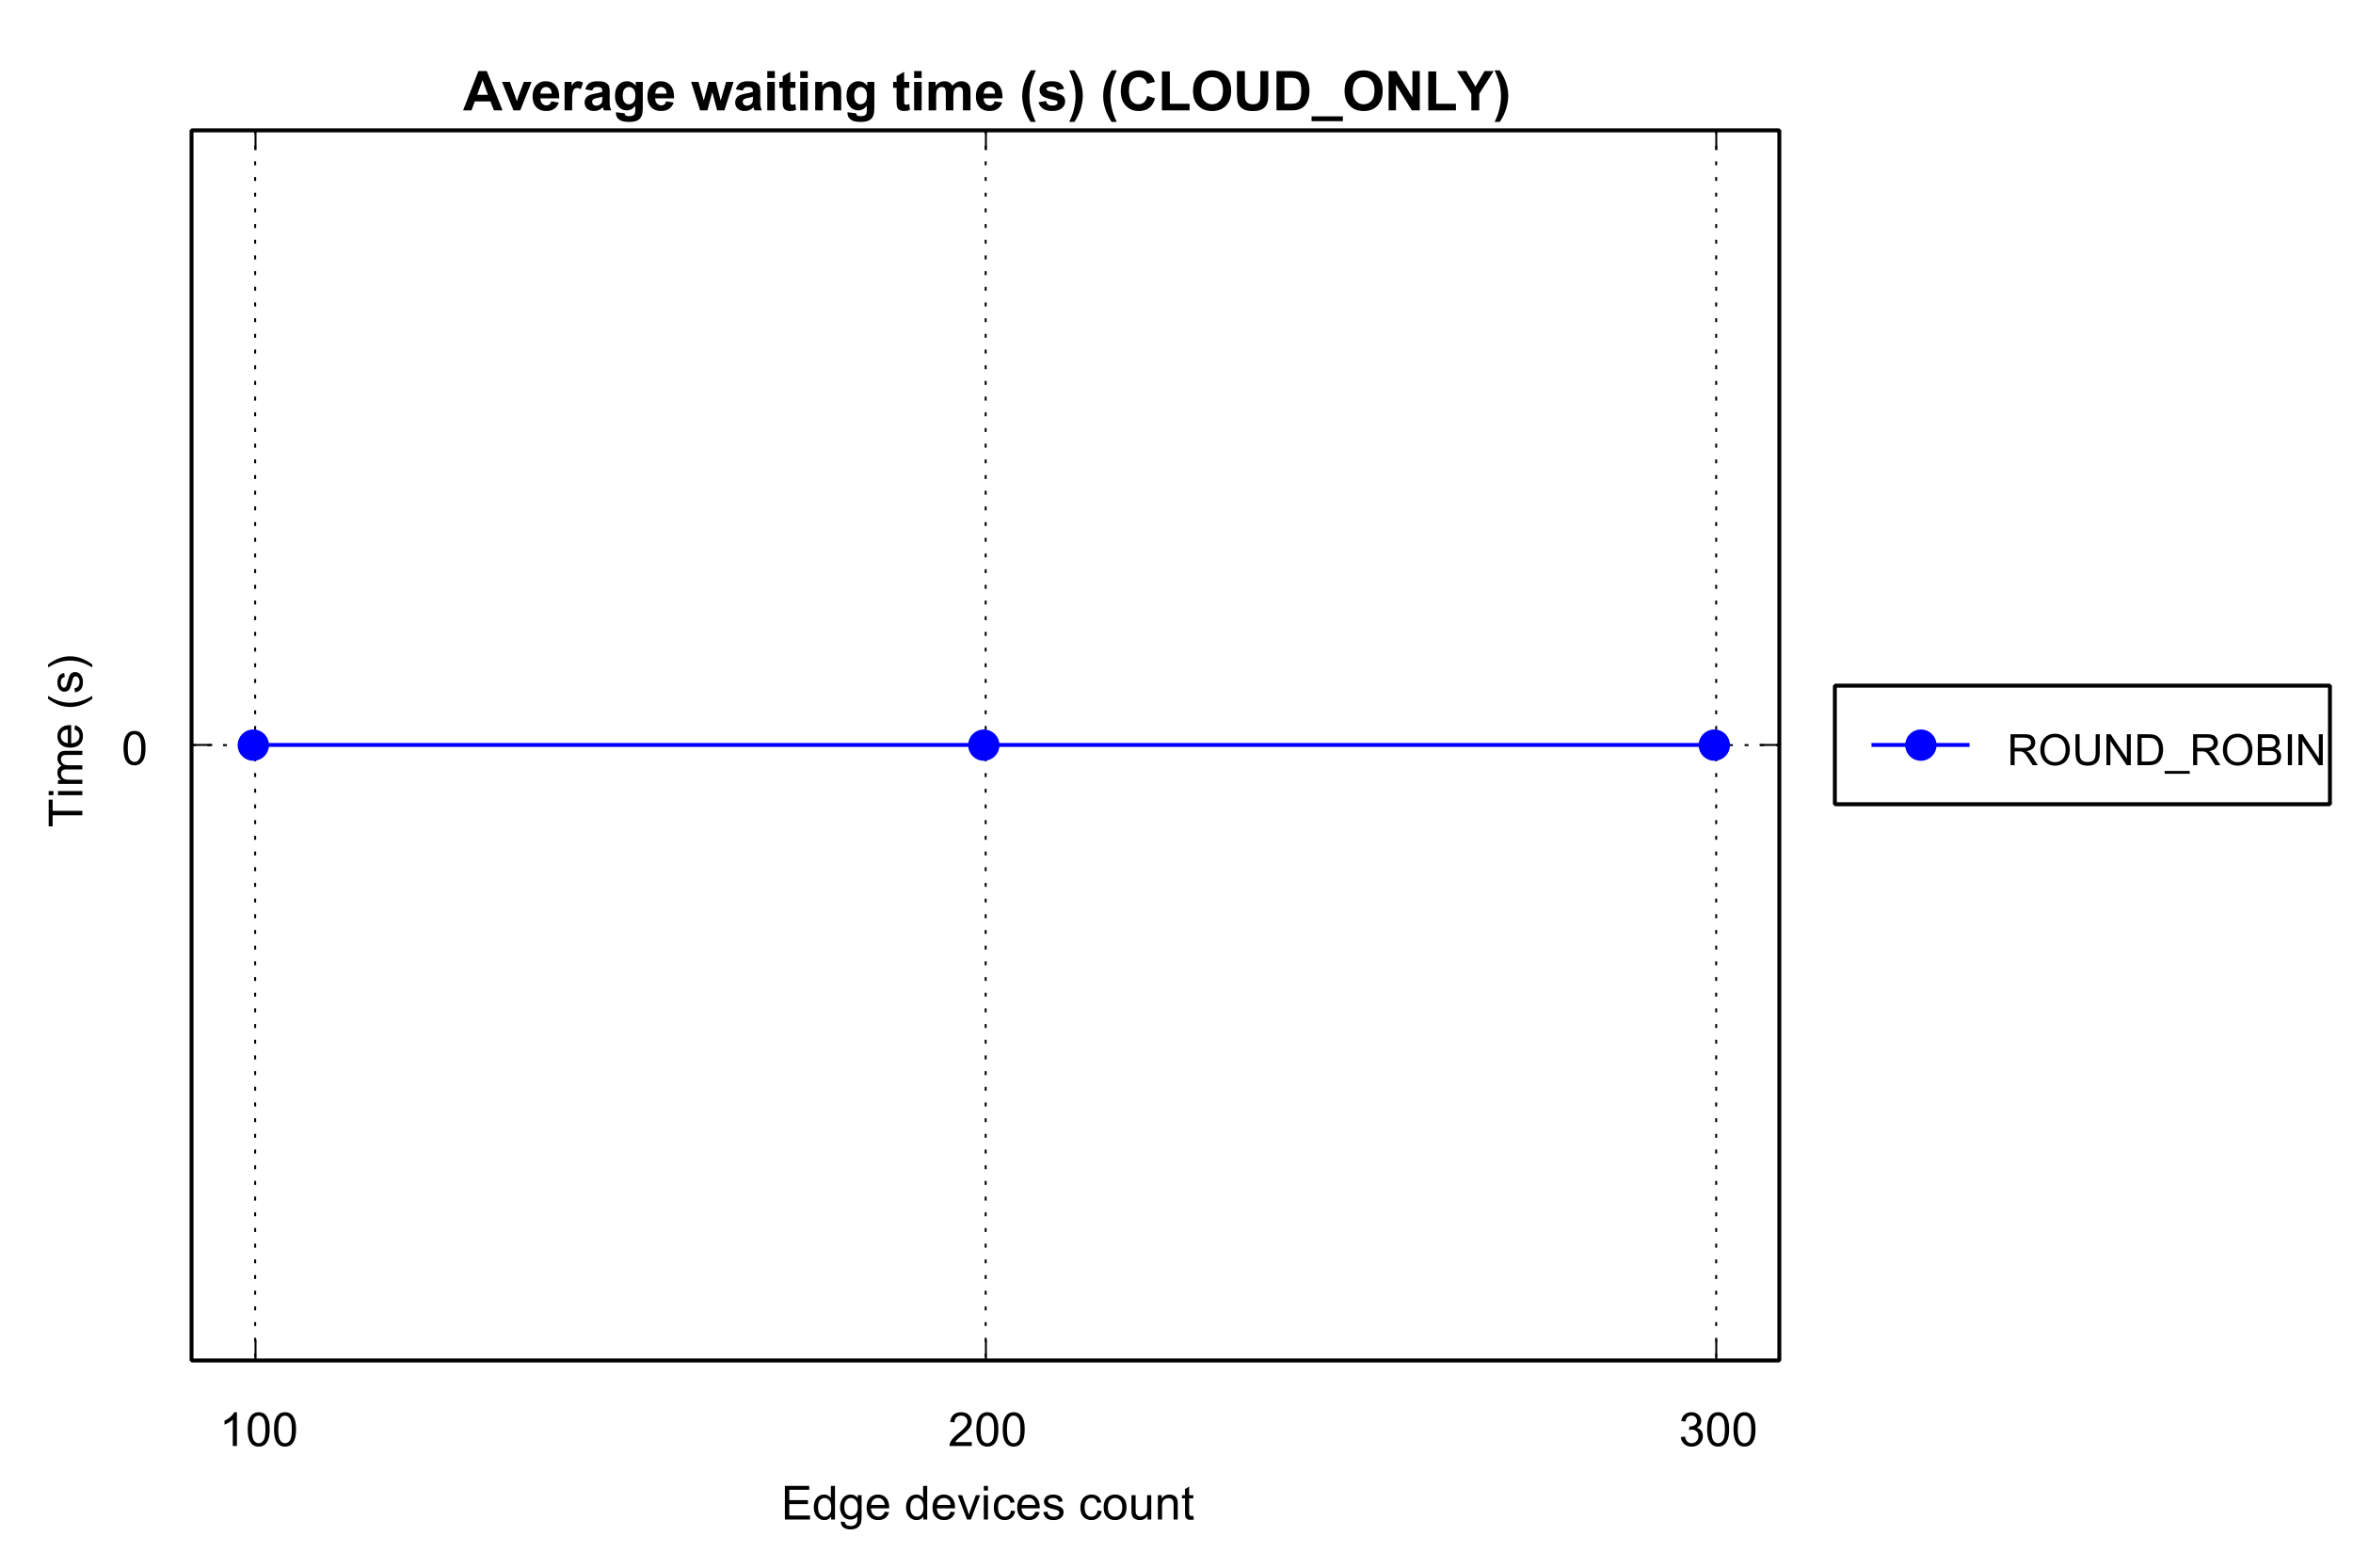 Average waiting time (s) (CLOUD_ONLY)
Time (s)
0
ROUND_ROBIN
100 200 300
Edge devices count